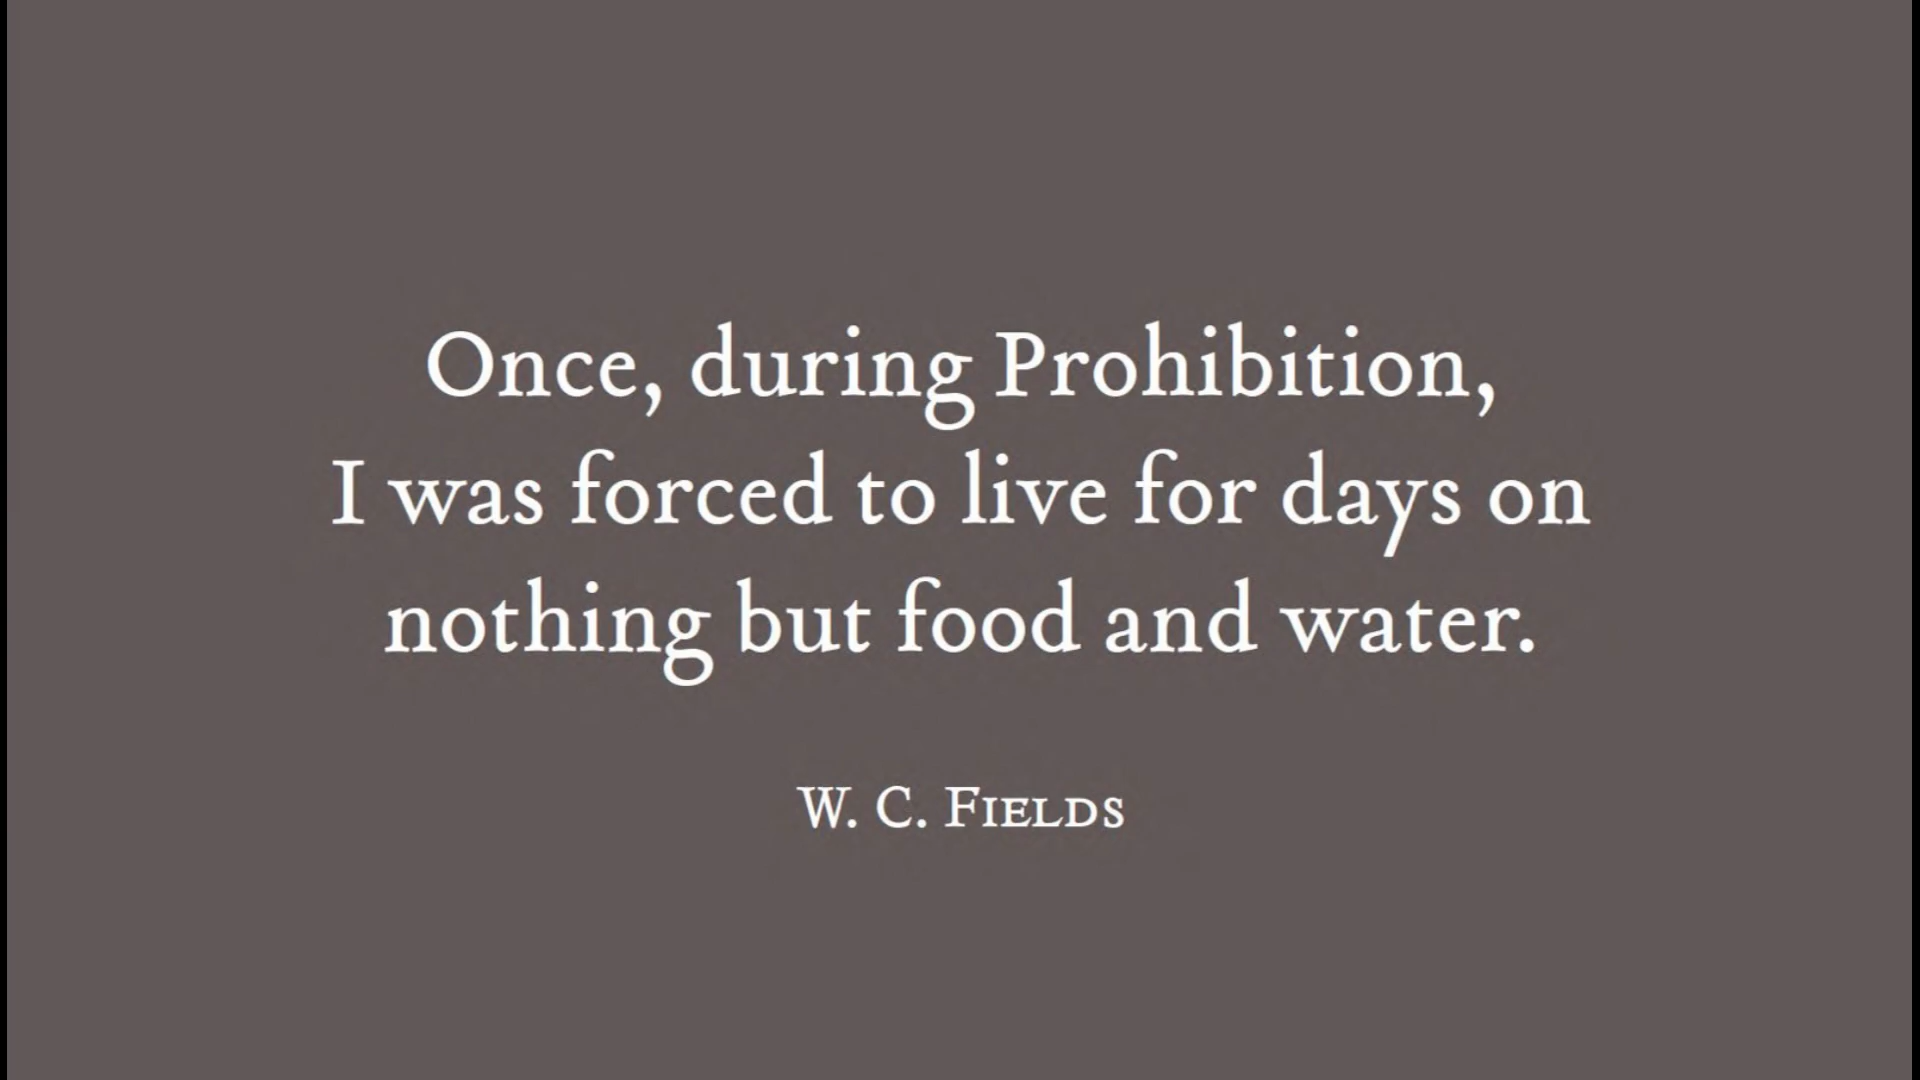 Once, during Prohibition,
I was forced to live for days on
nothing but food and water.
W. C. Fields